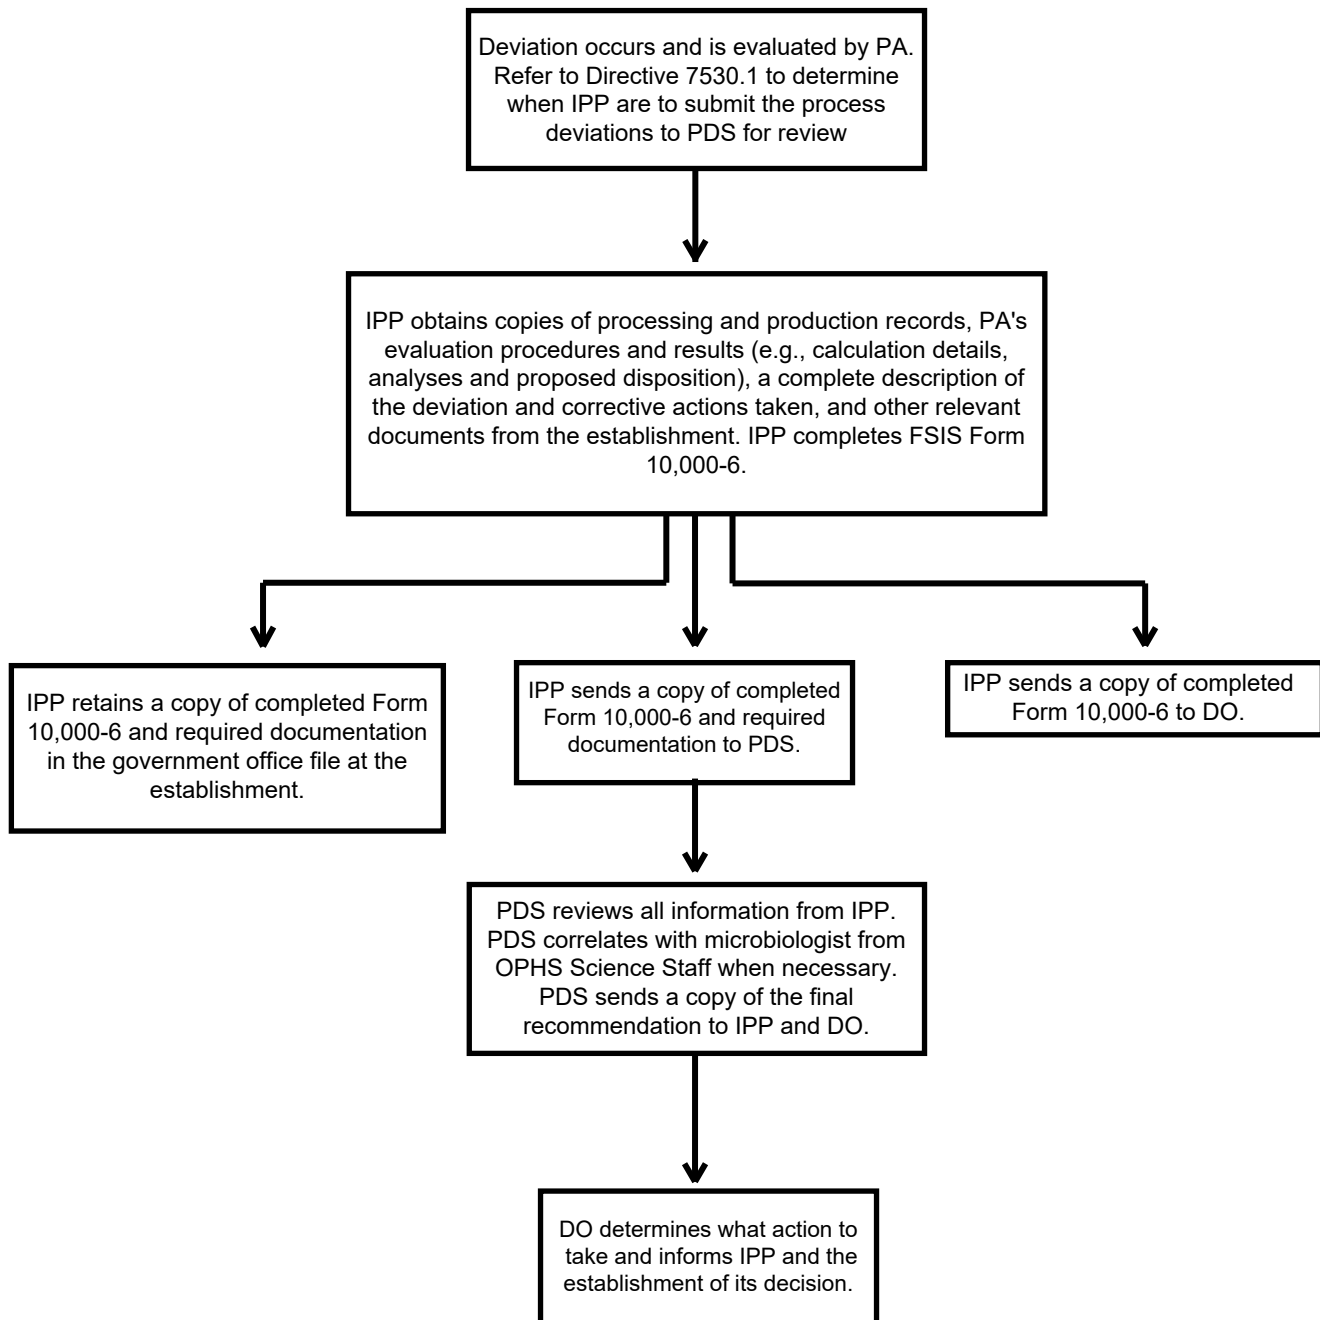 Deviation occurs and is evaluated by PA.
Refer to Directive 7530.1 to determine
when IPP are to submit the process
deviations to PDS for review
IPP obtains copies of processing and production records, PA's
evaluation procedures and results (e.g., calculation details,
analyses and proposed disposition), a complete description of
the deviation and corrective actions taken, and other relevant
documents from the establishment. IPP completes FSIS Form
10,000-6.
IPP retains a copy of completed Form
10,000-6 and required documentation
in the government office file at the
establishment.
IPP sends a copy of completed
Form 10,000-6 and required
documentation to PDS.
IPP sends a copy of completed
Form 10,000-6 to DO.
PDS reviews all information from IPP.
PDS correlates with microbiologist from
OPHS Science Staff when necessary.
PDS sends a copy of the final
recommendation to IPP and DO.
DO determines what action to
take and informs IPP and the
establishment of its decision.